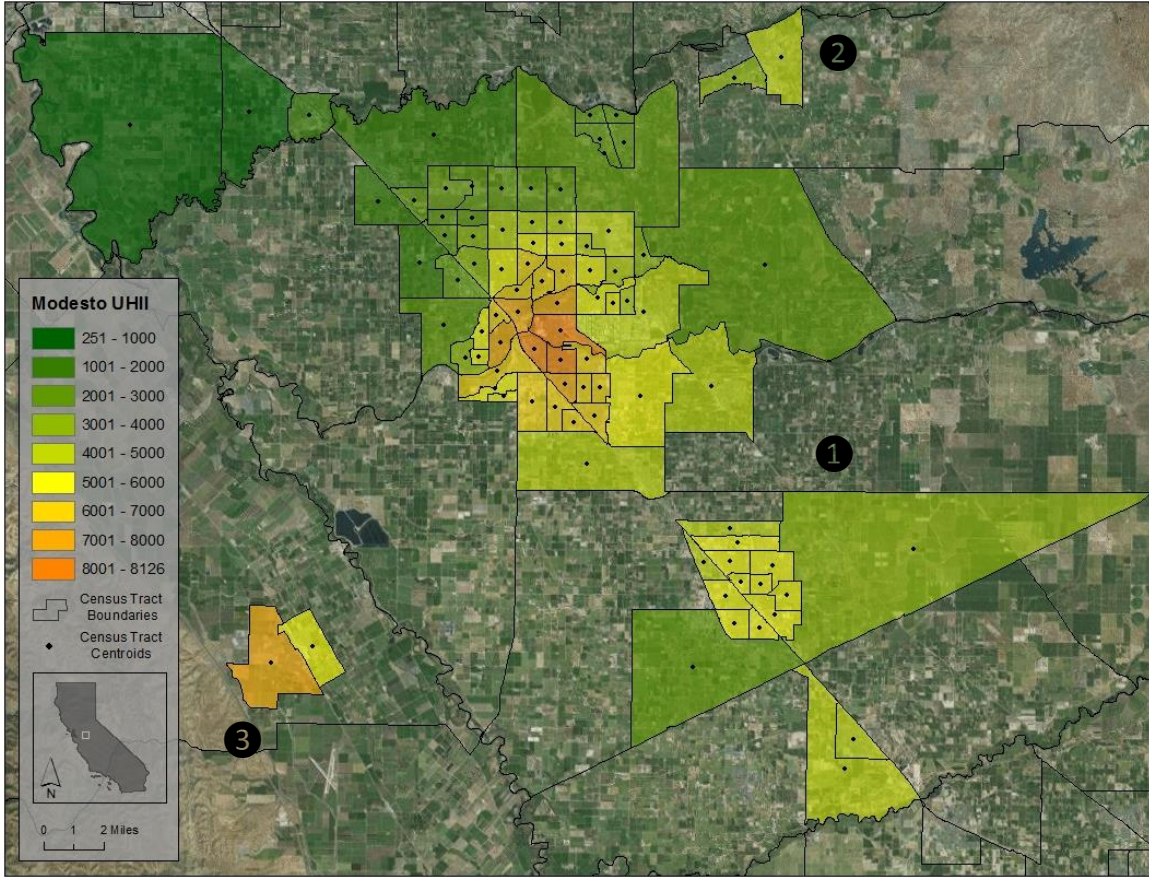 2
1
Modesto UHII
251 - 1000
1001 - 2000
2001 - 3000
3001 - 4000
4001 - 5000
5001 - 6000
6001 - 7000
7001 - 8000
8001 - 8126
Census Tract
Boundaries
Census Tract
Centroids
3
N
0 1 2 Miles